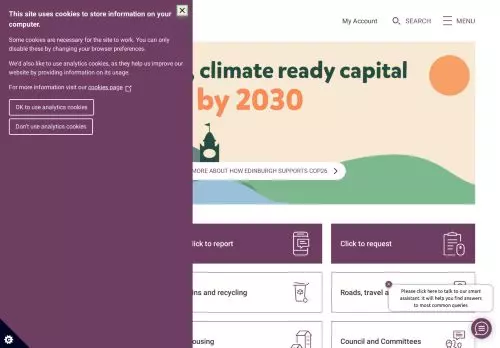 This site uses cookies to store information on your
computer.
Some cookies are necessary for the site to work. You can only
disable these by changing your browser preferences.
We'd also like to use analytics cookies, as they help us improve our
website by providing information on its usage.
For more information visit our cookies page
OK to use analytics cookies
Don't use analytics cookies
My Account
SEARCH
MENU
, climate ready capital
by 2030
MORE ABOUT HOW EDINBURGH SUPPORTS COP26
lick to report
Click to request
ins and recycling
Roads, travel a
Please click here to talk to our smart
assistant. It will help you find answers
to most common queries
ousing
Council and Committees